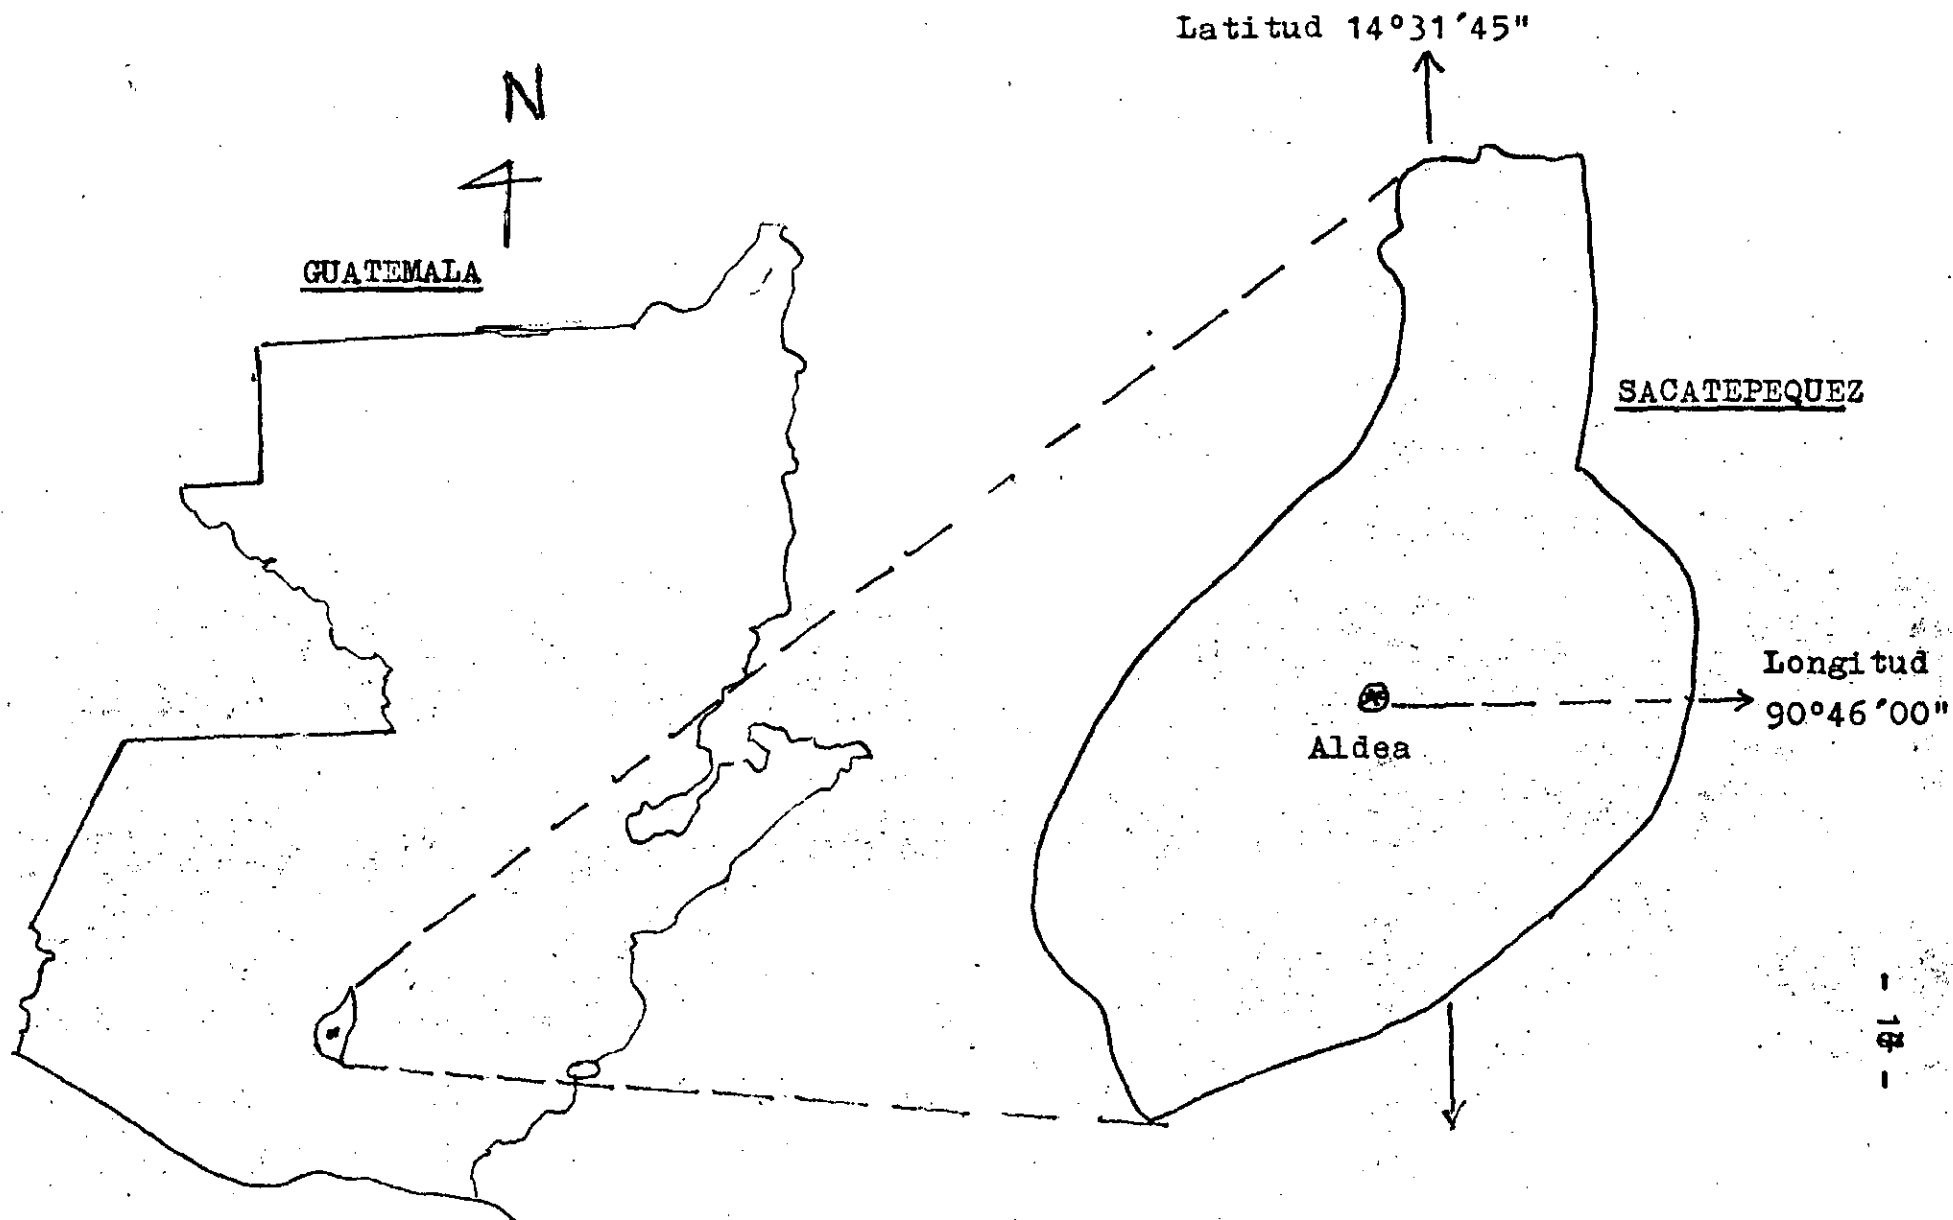 Latitud 14°31´45"
N
GUATEMALA
SACATEPEQUEZ
Longitud
90°46´00"
Aldea